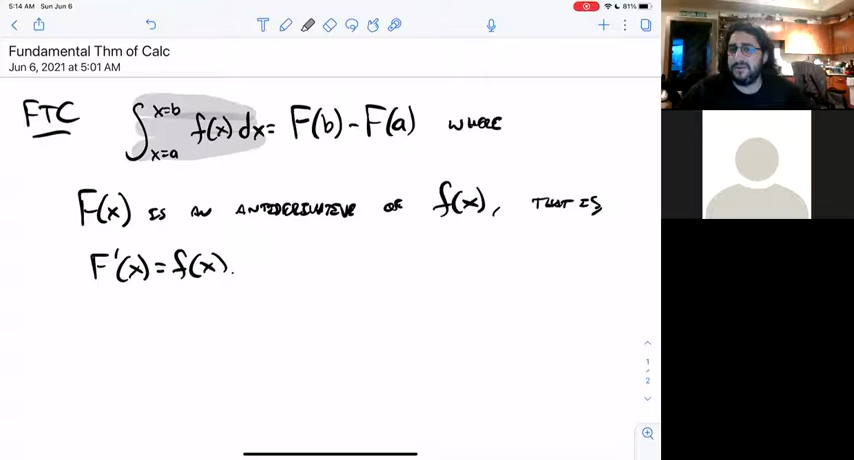 5:14 AM Sun Jun 6
81%
Fundamental Thm of Calc
Jun 6, 2021 at 5:01 AM
FTC ∫_{x=a}^{x=b} f(x) dx = F(b) - F(a) WHERE
F(x) IS AN ANTIDERIVATIVE OF f(x), THAT IS
F'(x) = f(x).
1
2